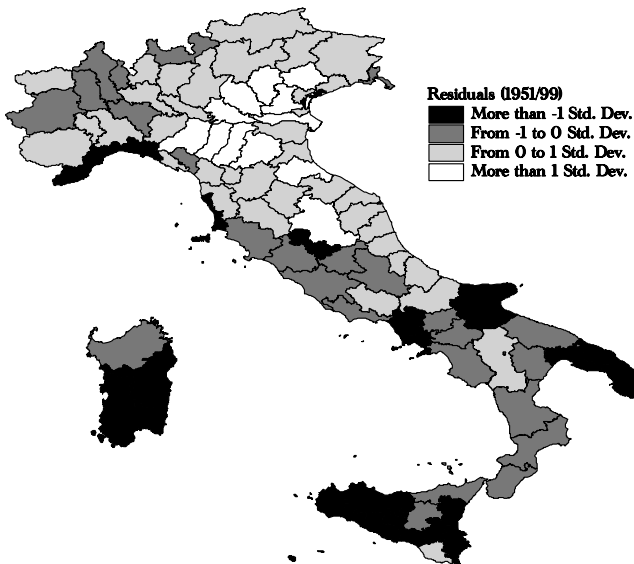 Residuals (1951/99)
More than -1 Std. Dev.
From -1 to 0 Std. Dev.
From 0 to 1 Std. Dev.
More than 1 Std. Dev.